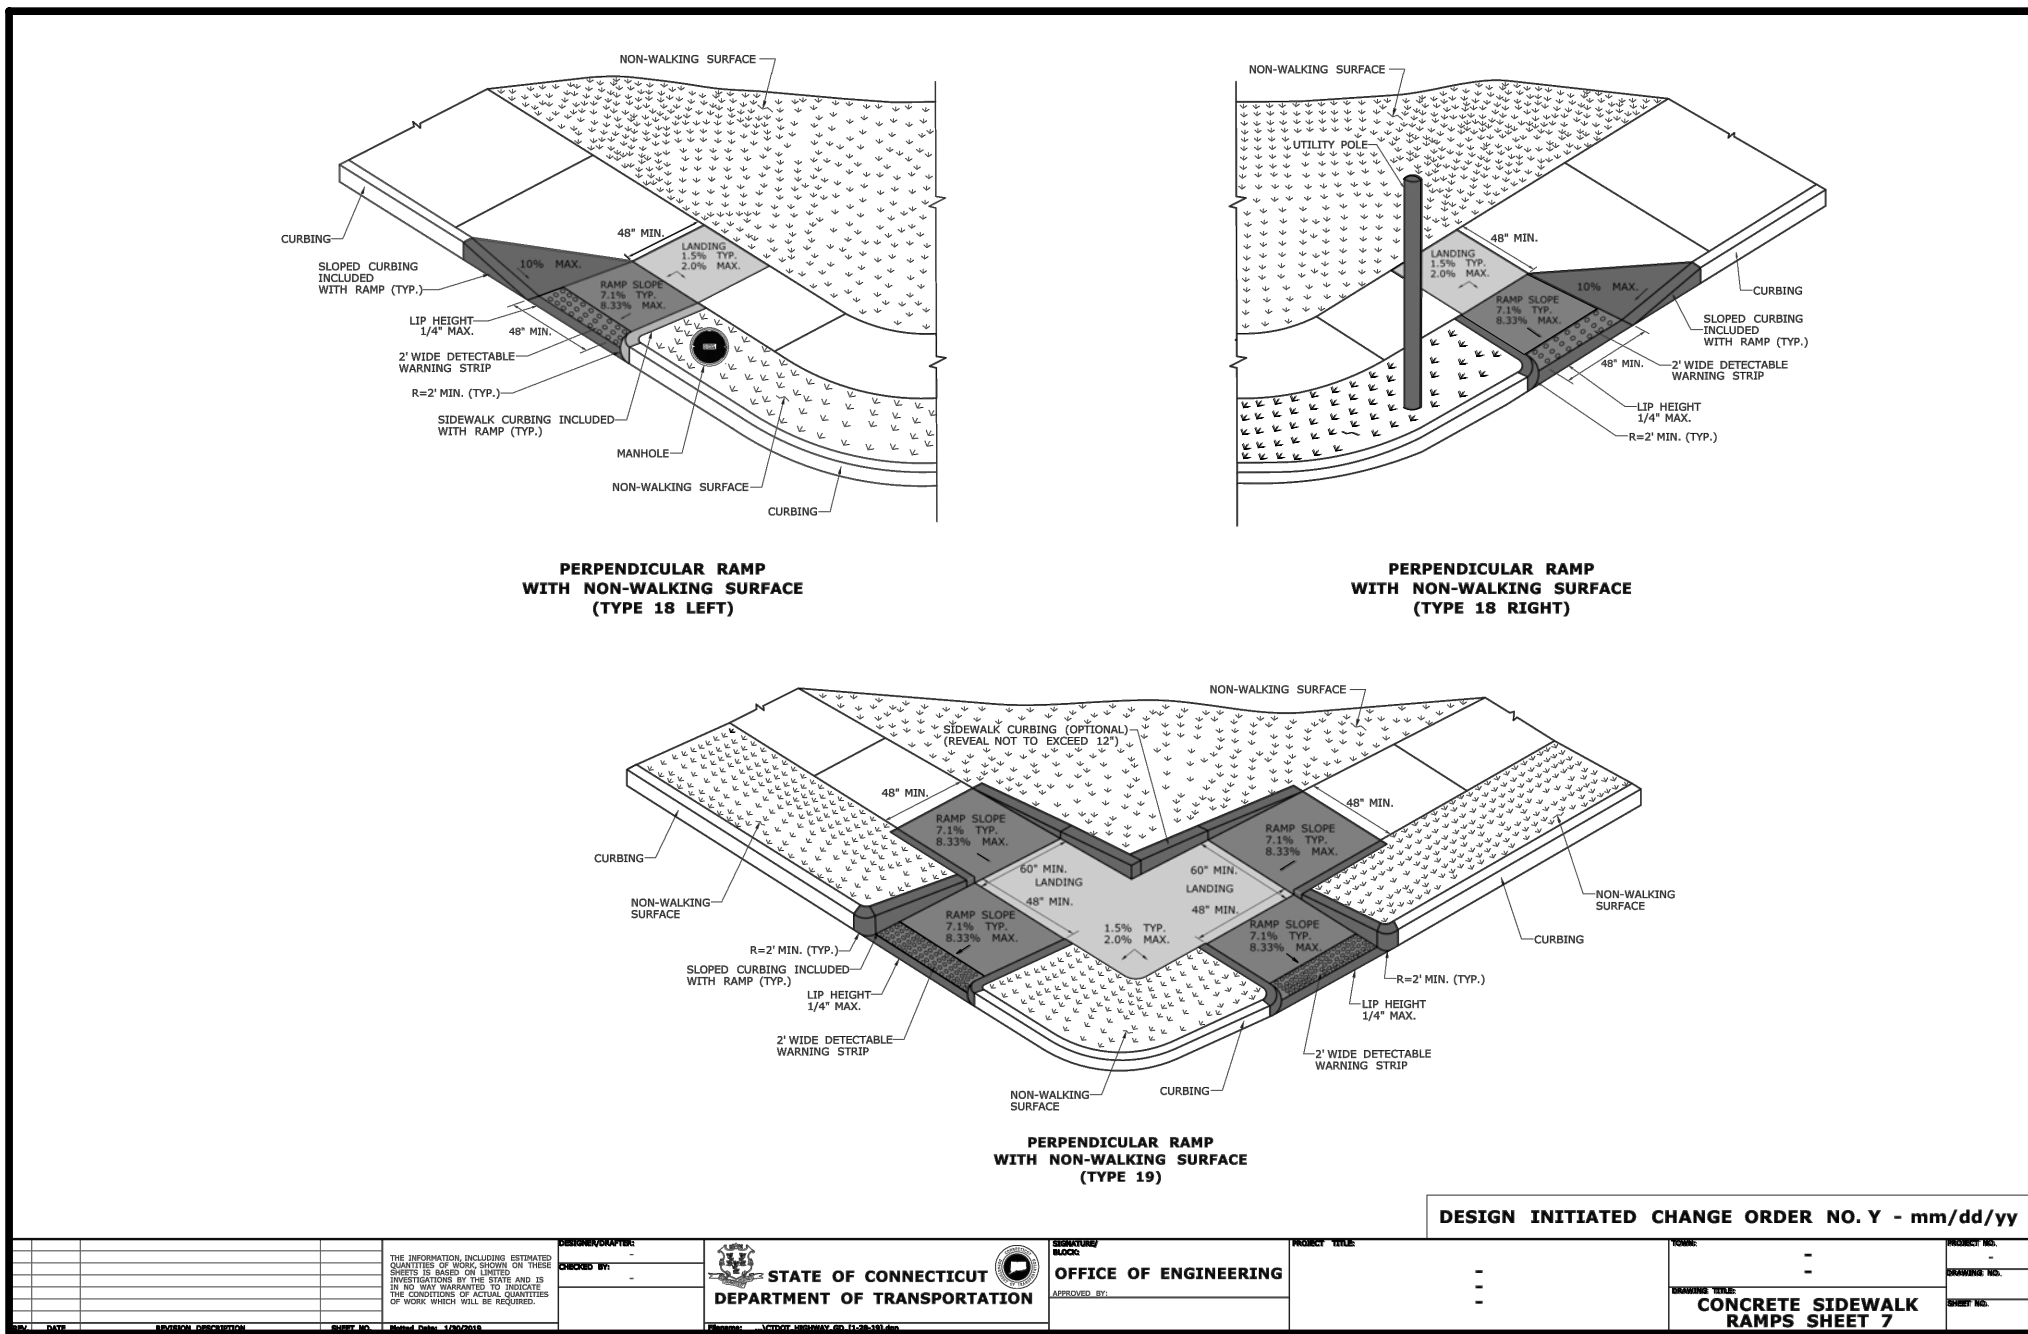 NON-WALKING SURFACE
48" MIN.
LANDING
1.5% TYP.
2.0% MAX.
CURBING
10% MAX.
SLOPED CURBING
INCLUDED
WITH RAMP (TYP.)
RAMP SLOPE
7.1% TYP.
8.33% MAX.
LIP HEIGHT
1/4" MAX.
48" MIN.
2' WIDE DETECTABLE
WARNING STRIP
R=2' MIN. (TYP.)
SIDEWALK CURBING INCLUDED
WITH RAMP (TYP.)
MANHOLE
NON-WALKING SURFACE
CURBING
PERPENDICULAR RAMP
WITH NON-WALKING SURFACE
(TYPE 18 LEFT)
NON-WALKING SURFACE
UTILITY POLE
48" MIN.
LANDING
1.5% TYP.
2.0% MAX.
10% MAX.
CURBING
RAMP SLOPE
7.1% TYP.
8.33% MAX.
SLOPED CURBING
INCLUDED
WITH RAMP (TYP.)
48" MIN.
2' WIDE DETECTABLE
WARNING STRIP
LIP HEIGHT
1/4" MAX.
R=2' MIN. (TYP.)
PERPENDICULAR RAMP
WITH NON-WALKING SURFACE
(TYPE 18 RIGHT)
NON-WALKING SURFACE
SIDEWALK CURBING (OPTIONAL)
(REVEAL NOT TO EXCEED 12")
48" MIN.
48" MIN.
RAMP SLOPE
7.1% TYP.
8.33% MAX.
RAMP SLOPE
7.1% TYP.
8.33% MAX.
CURBING
60" MIN.
LANDING
48" MIN.
60" MIN.
LANDING
48" MIN.
NON-WALKING
SURFACE
NON-WALKING
SURFACE
RAMP SLOPE
7.1% TYP.
8.33% MAX.
1.5% TYP.
2.0% MAX.
RAMP SLOPE
7.1% TYP.
8.33% MAX.
CURBING
R=2' MIN. (TYP.)
SLOPED CURBING INCLUDED
WITH RAMP (TYP.)
LIP HEIGHT
1/4" MAX.
R=2' MIN. (TYP.)
LIP HEIGHT
1/4" MAX.
2' WIDE DETECTABLE
WARNING STRIP
2' WIDE DETECTABLE
WARNING STRIP
NON-WALKING
SURFACE
CURBING
PERPENDICULAR RAMP
WITH NON-WALKING SURFACE
(TYPE 19)
DESIGN INITIATED CHANGE ORDER NO. Y - mm/dd/yy
REV. DATE REVISION DESCRIPTION SHEET NO.
THE INFORMATION, INCLUDING ESTIMATED
QUANTITIES OF WORK, SHOWN ON THESE
SHEETS IS BASED ON LIMITED
INVESTIGATIONS BY THE STATE AND IS
IN NO WAY WARRANTED TO INDICATE
THE CONDITIONS OF ACTUAL QUANTITIES
OF WORK WHICH WILL BE REQUIRED.
Plotted Date: 1/30/2019
DESIGNER/DRAFTER:
-
CHECKED BY:
-
STATE OF CONNECTICUT
DEPARTMENT OF TRANSPORTATION
Filename: ...\CTDOT_HIGHWAY_GD_(1-28-19).dgn
SIGNATURE/
BLOCK:
OFFICE OF ENGINEERING
APPROVED BY:
PROJECT TITLE:
-
-
-
TOWN:
-
-
DRAWING TITLE:
CONCRETE SIDEWALK
RAMPS SHEET 7
PROJECT NO.
-
DRAWING NO.
SHEET NO.